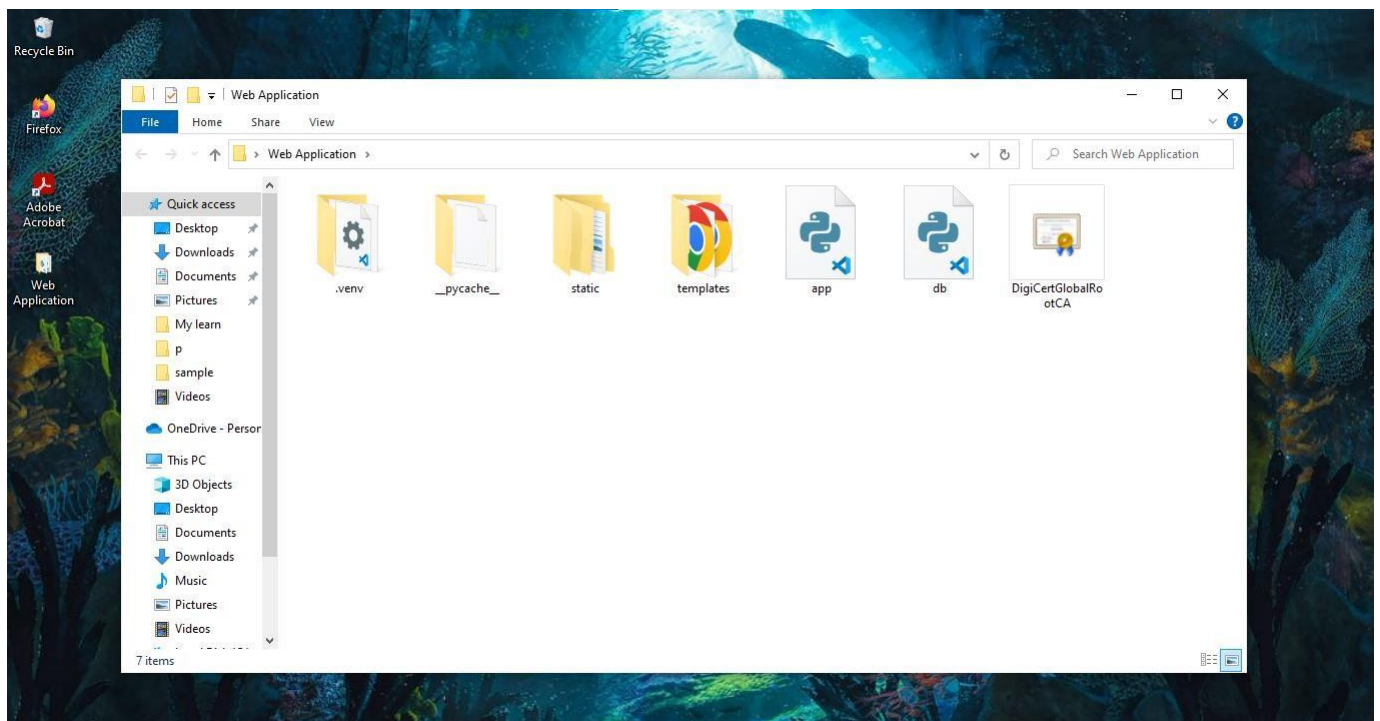 Recycle Bin
Firefox
Adobe
Acrobat
Web
Application
Web Application
File Home Share View
Web Application
Search Web Application
Quick access
Desktop
Downloads
Documents
Pictures
My learn
p
sample
Videos
OneDrive - Person
This PC
3D Objects
Desktop
Documents
Downloads
Music
Pictures
Videos
.venv
__pycache__
static
templates
app
db
DigiCertGlobalRo
otCA
7 items